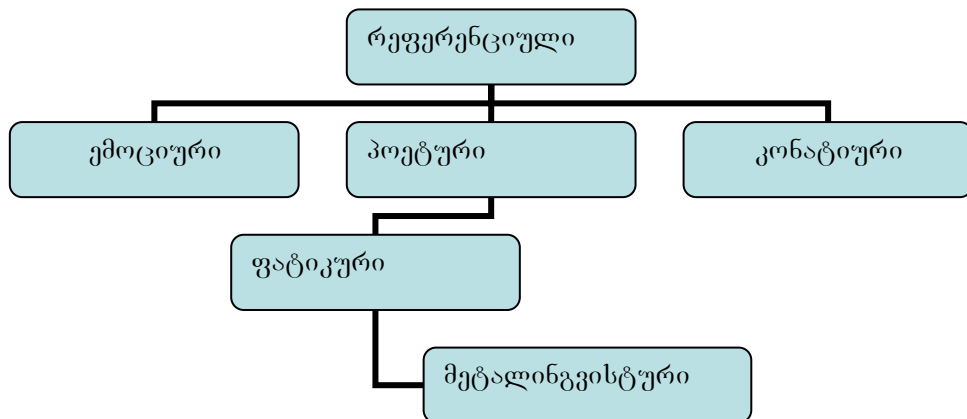 რეფერენციული
ემოციური
პოეტური
კონატიური
ფატიკური
მეტალინგვისტური